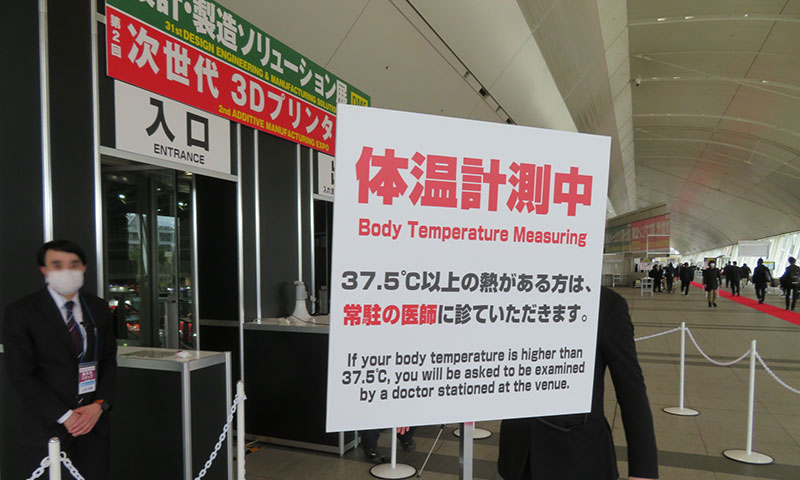 計・製造ソリューション展
31st DESIGN ENGINEERING & MANUFACTURING SOLUTION
第2回
次世代 3Dプリンタ
2nd ADDITIVE MANUFACTURING EXPO
入口
ENTRANCE
体温計測中
Body Temperature Measuring
37.5℃以上の熱がある方は、
常駐の医師に診ていただきます。
If your body temperature is higher than
37.5℃, you will be asked to be examined
by a doctor stationed at the venue.